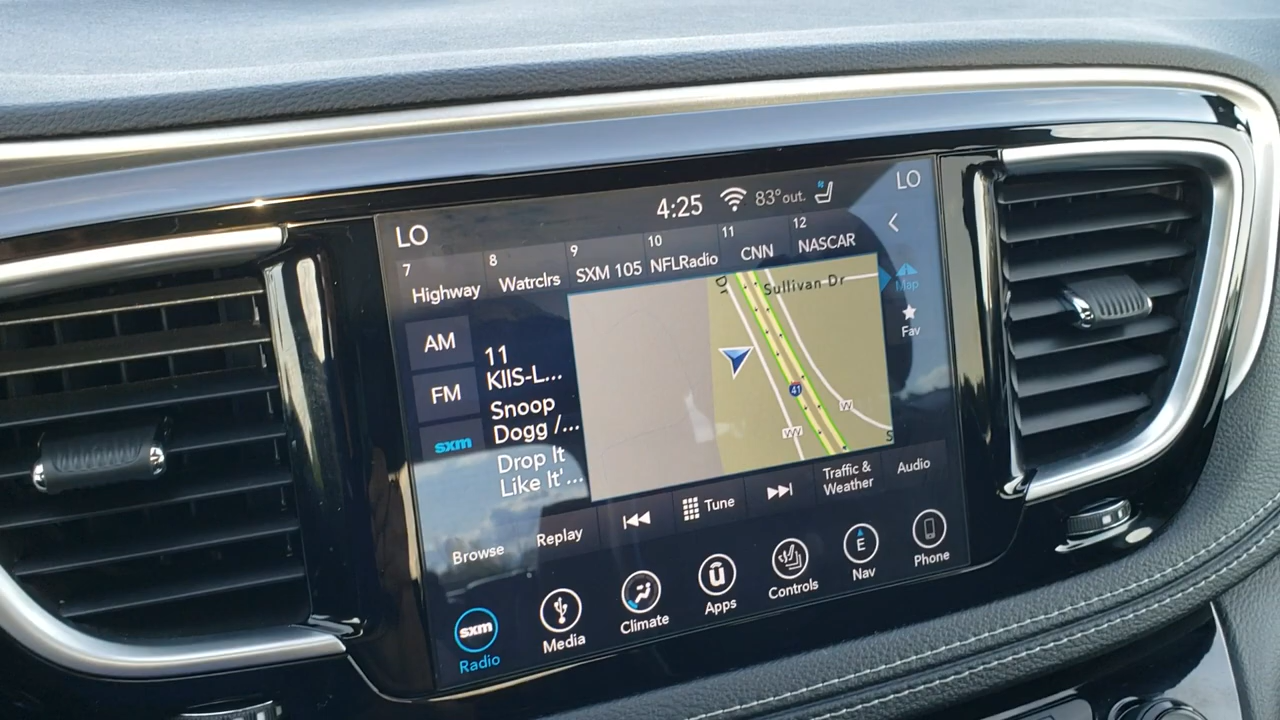 LO
4:25
83° out.
LO
7 Highway
8 Watrclrs
9 SXM 105
10 NFLRadio
11 CNN
12 NASCAR
AM
FM
sxm
11
KIIS-L...
Snoop
Dogg /...
Drop It
Like It'...
Dr
Sullivan Dr
41
W
W
S
Map
Fav
Browse
Replay
Tune
Traffic &
Weather
Audio
sxm
Radio
Media
Climate
ū
Apps
Controls
E
Nav
Phone